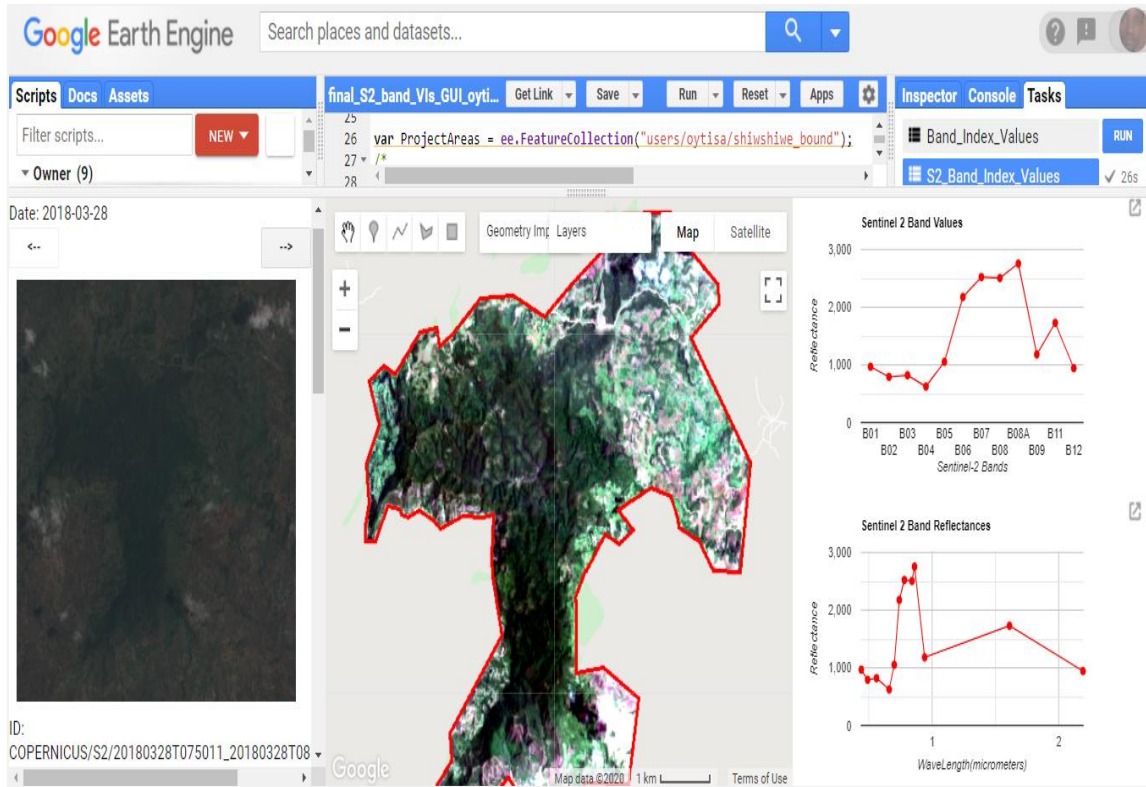 Google Earth Engine
Search places and datasets...
Scripts Docs Assets
Filter scripts...
NEW
Owner (9)
final_S2_band_VIs_GUI_oyti... Get Link Save Run Reset Apps
25
26 var ProjectAreas = ee.FeatureCollection("users/oytisa/shiwshiwe_bound");
27 /*
28
Inspector Console Tasks
Band_Index_Values RUN
S2_Band_Index_Values 26s
Date: 2018-03-28
<--
-->
ID:
COPERNICUS/S2/20180328T075011_20180328T08
Geometry Imp Layers
Map Satellite
+
−
Google
Map data ©2020 1 km Terms of Use
Sentinel 2 Band Values
3,000
2,000
1,000
0
Reflectance
B01 B03 B05 B07 B08A B11
B02 B04 B06 B08 B09 B12
Sentinel-2 Bands
Sentinel 2 Band Reflectances
3,000
2,000
1,000
0
Reflectance
1 2
WaveLength(micrometers)